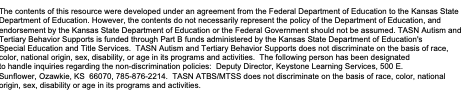 The contents of this resource were developed under an agreement from the Federal Department of Education to the Kansas State
Department of Education. However, the contents do not necessarily represent the policy of the Department of Education, and
endorsement by the Kansas State Department of Education or the Federal Government should not be assumed. TASN Autism and
Tertiary Behavior Supports is funded through Part B funds administered by the Kansas State Department of Education's
Special Education and Title Services. TASN Autism and Tertiary Behavior Supports does not discriminate on the basis of race,
color, national origin, sex, disability, or age in its programs and activities. The following person has been designated
to handle inquiries regarding the non-discrimination policies: Deputy Director, Keystone Learning Services, 500 E.
Sunflower, Ozawkie, KS 66070, 785-876-2214. TASN ATBS/MTSS does not discriminate on the basis of race, color, national
origin, sex, disability or age in its programs and activities.